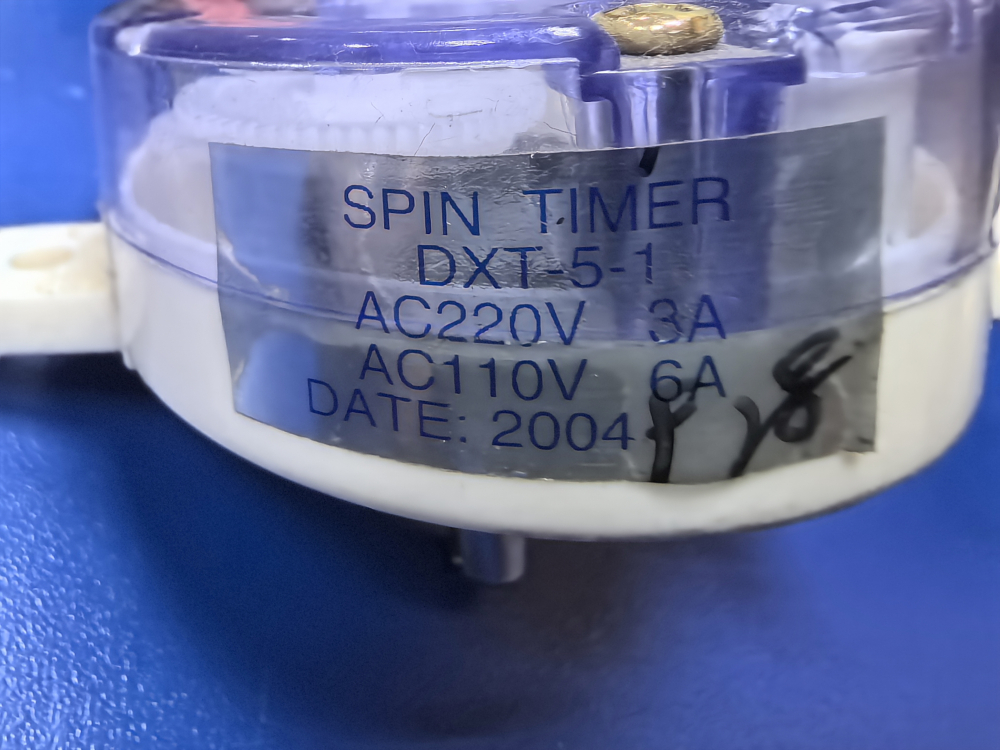 SPIN TIMER
DXT-5-1
AC220V 3A
AC110V 6A
DATE: 2004